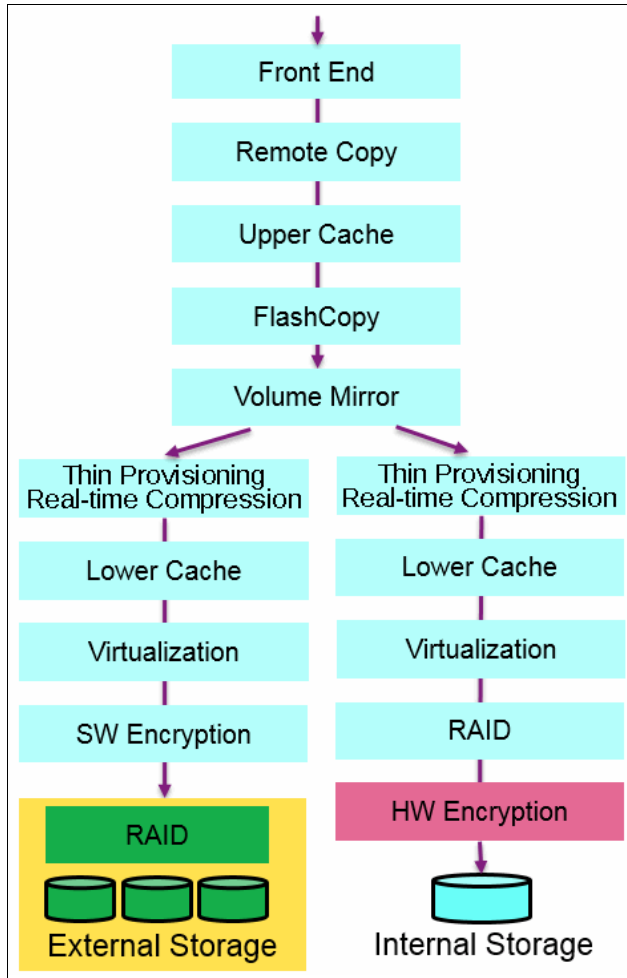 Front End
Remote Copy
Upper Cache
FlashCopy
Volume Mirror
Thin Provisioning
Real-time Compression
Lower Cache
Virtualization
SW Encryption
RAID
External Storage
Thin Provisioning
Real-time Compression
Lower Cache
Virtualization
RAID
HW Encryption
Internal Storage